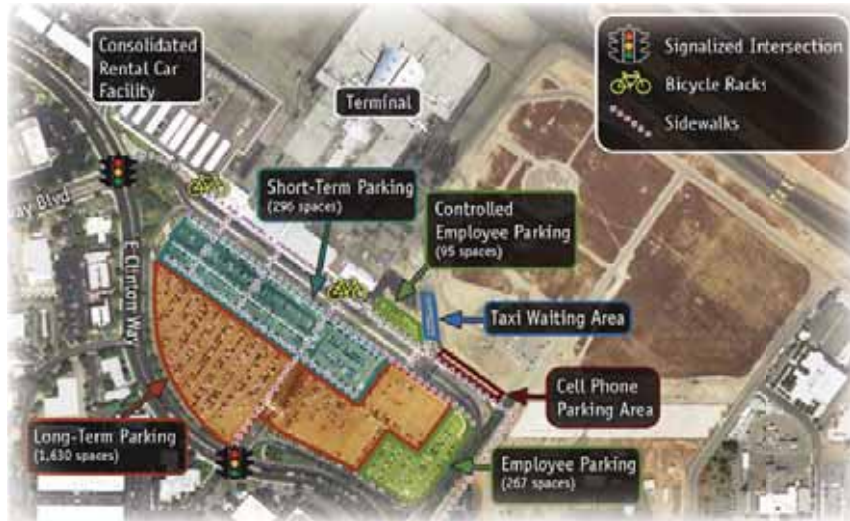 Consolidated
Rental Car
Facility
Terminal
Signalized Intersection
Bicycle Racks
Sidewalks
Short-Term Parking
(296 spaces)
Controlled
Employee Parking
(95 spaces)
ay Blvd
E Clinton Way
Taxi Waiting Area
Cell Phone
Parking Area
Long-Term Parking
(1,630 spaces)
Employee Parking
(267 spaces)